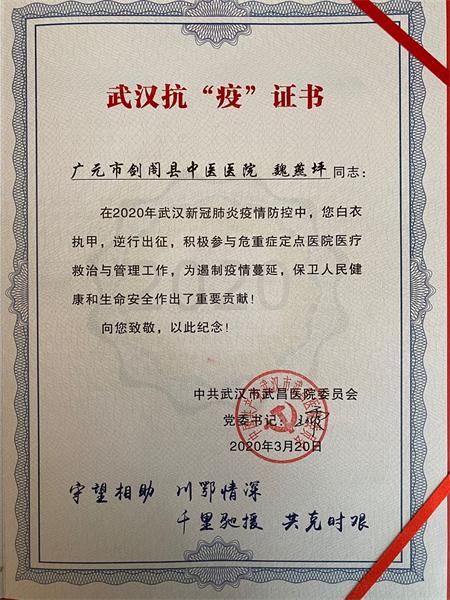 武汉抗“疫”证书
广元市剑阁县中医医院 魏燕坪 同志：
在2020年武汉新冠肺炎疫情防控中，您白衣
执甲，逆行出征，积极参与危重症定点医院医疗
救治与管理工作，为遏制疫情蔓延，保卫人民健
康和生命安全作出了重要贡献！
向您致敬，以此纪念！
2020
中共武汉市武昌医院委员会
党委书记：
2020年3月20日
守望相助 川鄂情深
千里驰援 共克时艰